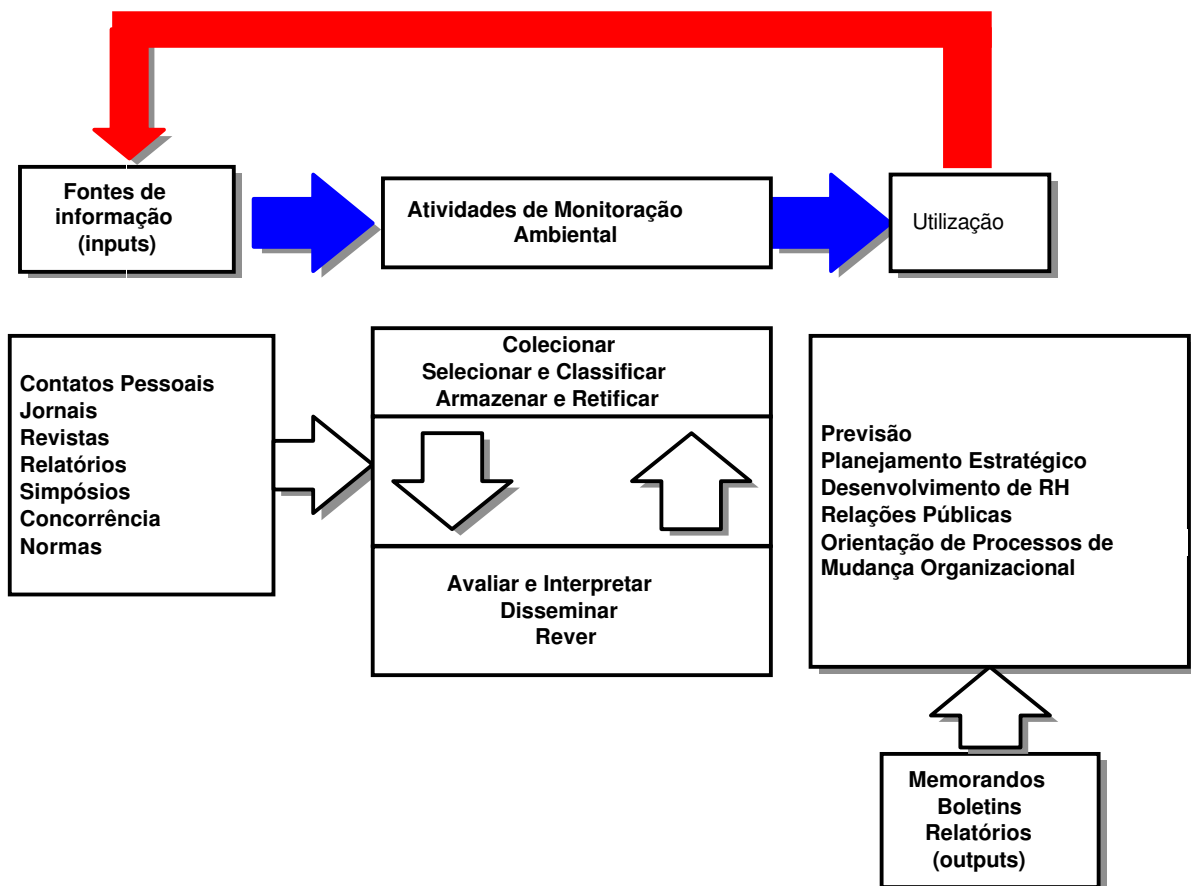 Fontes de
informação
(inputs)
Atividades de Monitoração
Ambiental
Utilização
Contatos Pessoais
Jornais
Revistas
Relatórios
Simpósios
Concorrência
Normas
Colecionar
Selecionar e Classificar
Armazenar e Retificar
Avaliar e Interpretar
Disseminar
Rever
Previsão
Planejamento Estratégico
Desenvolvimento de RH
Relações Públicas
Orientação de Processos de
Mudança Organizacional
Memorandos
Boletins
Relatórios
(outputs)